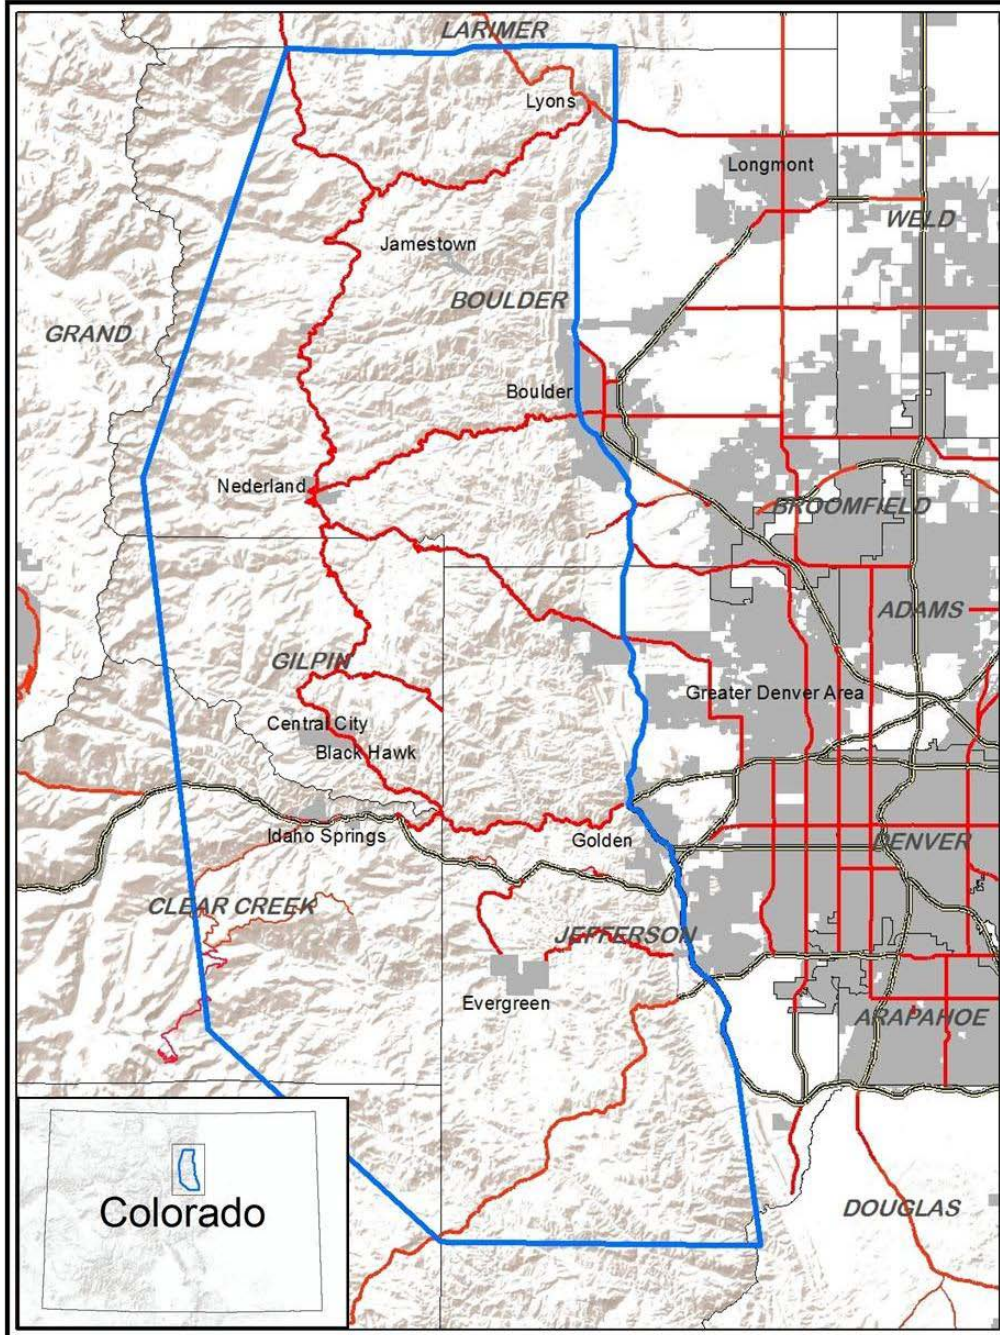 LARIMER
Lyons
Longmont
WELD
Jamestown
BOULDER
GRAND
Boulder
Nederland
BROOMFIELD
ADAMS
GILPIN
Greater Denver Area
Central City
Black Hawk
Idaho Springs
Golden
DENVER
CLEAR CREEK
JEFFERSON
Evergreen
ARAPAHOE
Colorado
DOUGLAS